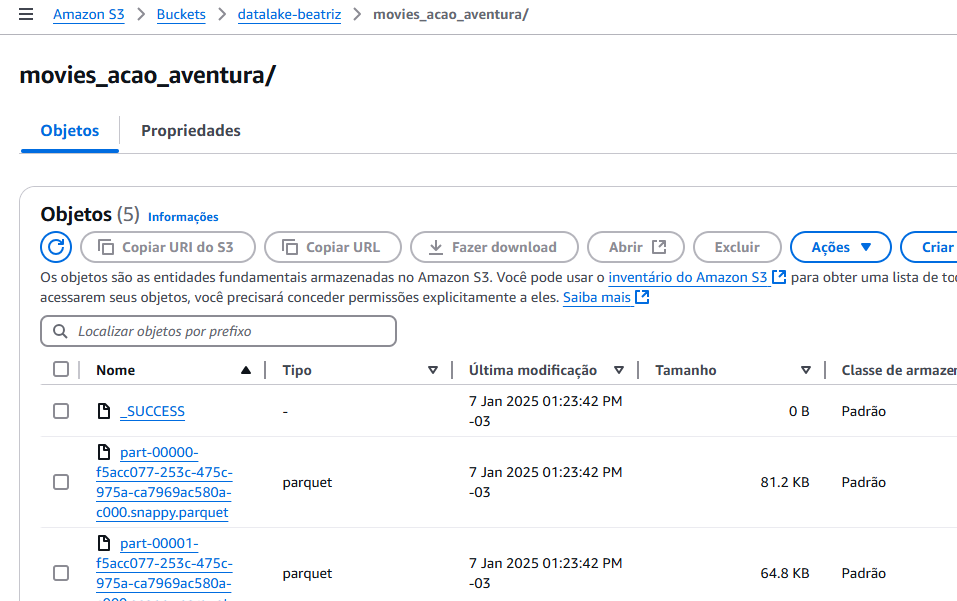 Amazon S3 > Buckets > datalake-beatriz > movies_acao_aventura/
movies_acao_aventura/
Objetos Propriedades
Objetos (5) Informações
Copiar URI do S3 Copiar URL Fazer download Abrir Excluir Ações Criar
Os objetos são as entidades fundamentais armazenadas no Amazon S3. Você pode usar o inventário do Amazon S3 para obter uma lista de
acessarem seus objetos, você precisará conceder permissões explicitamente a eles. Saiba mais
Localizar objetos por prefixo
Nome Tipo Última modificação Tamanho Classe de
_SUCCESS - 7 Jan 2025 01:23:42 PM 0 B Padrão
-03
part-00000-
f5acc077-253c-475c-
975a-ca7969ac580a-
c000.snappy.parquet
parquet
7 Jan 2025 01:23:42 PM
-03
81.2 KB
Padrão
part-00001-
f5acc077-253c-475c-
975a-ca7969ac580a-
parquet
7 Jan 2025 01:23:42 PM
-03
64.8 KB
Padrão